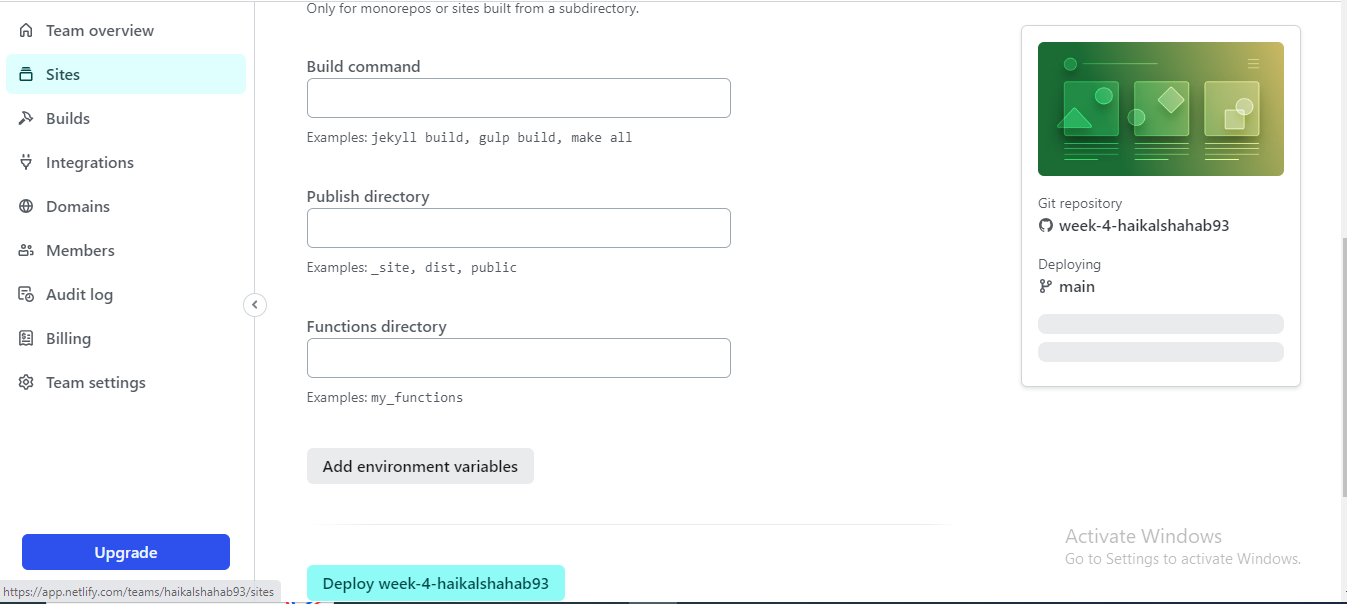 Only for monorepos or sites built from a subdirectory.
Team overview
Sites
Builds
Integrations
Domains
Members
Audit log
Billing
Team settings
Upgrade
https://app.netlify.com/teams/haikalshahab93/sites
Build command
Examples: jekyll build, gulp build, make all
Publish directory
Examples: _site, dist, public
Functions directory
Examples: my_functions
Add environment variables
Deploy week-4-haikalshahab93
Git repository
week-4-haikalshahab93
Deploying
main
Activate Windows
Go to Settings to activate Windows.